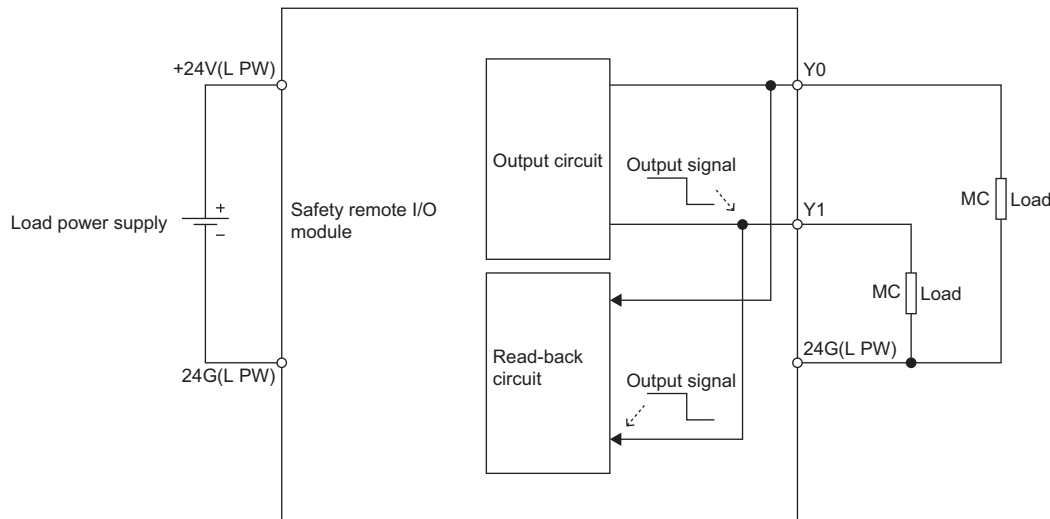 +24V(L PW)
Y0
Output circuit
Output signal
Y1
MC
Load
Load power supply
+
−
Safety remote I/O
module
MC
Load
24G(L PW)
24G(L PW)
Read-back
circuit
Output signal